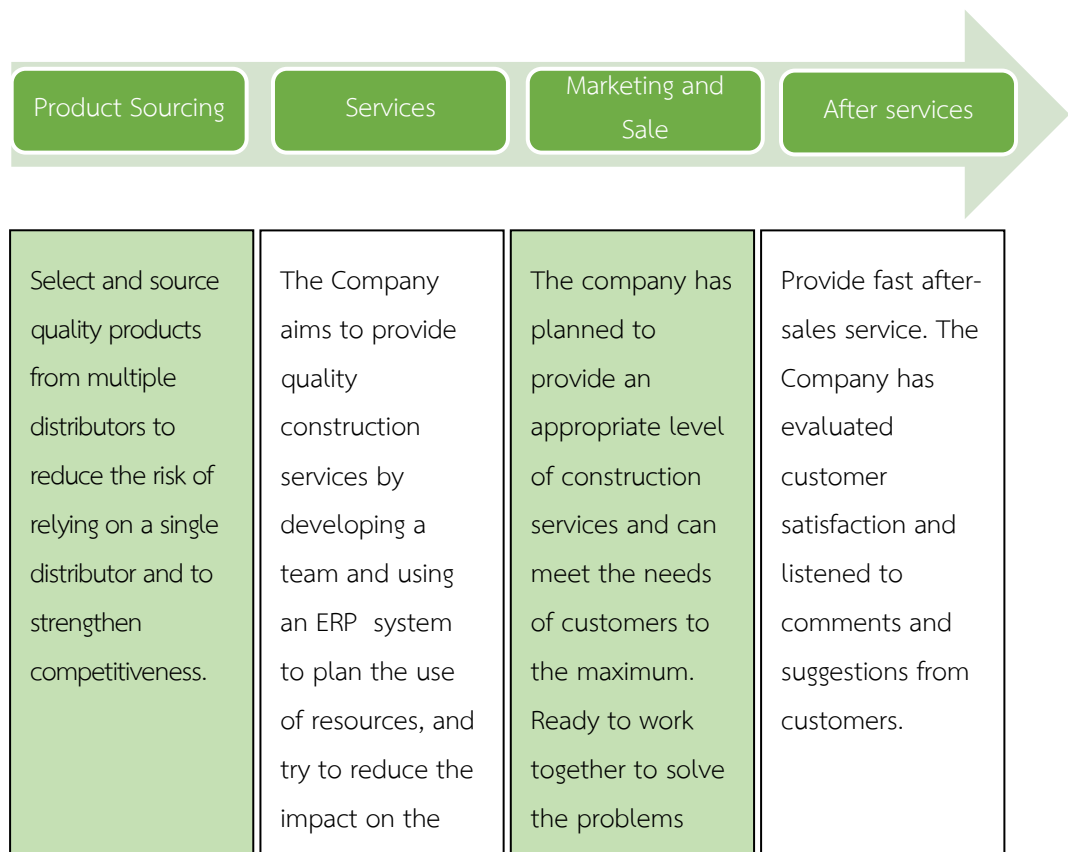 Product Sourcing
Services
Marketing and
Sale
After services
Select and source
quality products
from multiple
distributors to
reduce the risk of
relying on a single
distributor and to
strengthen
competitiveness.
The Company
aims to provide
quality
construction
services by
developing a
team and using
an ERP system
to plan the use
of resources, and
try to reduce the
impact on the
The company has
planned to
provide an
appropriate level
of construction
services and can
meet the needs
of customers to
the maximum.
Ready to work
together to solve
the problems
Provide fast after-
sales service. The
Company has
evaluated
customer
satisfaction and
listened to
comments and
suggestions from
customers.